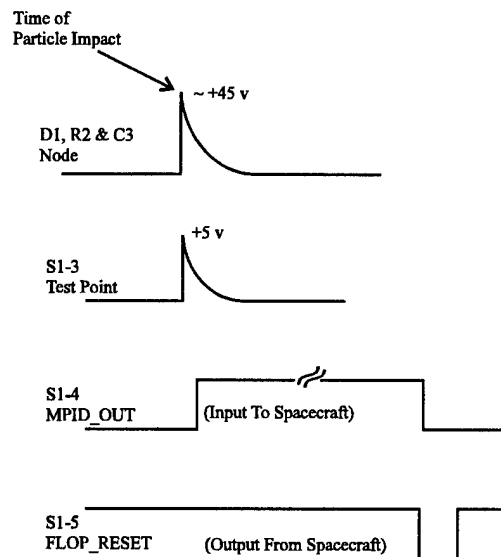 Time of
Particle Impact
~ +45 v
D1, R2 & C3
Node
+5 v
S1-3
Test Point
S1-4
MPID_OUT
(Input To Spacecraft)
S1-5
FLOP_RESET
(Output From Spacecraft)